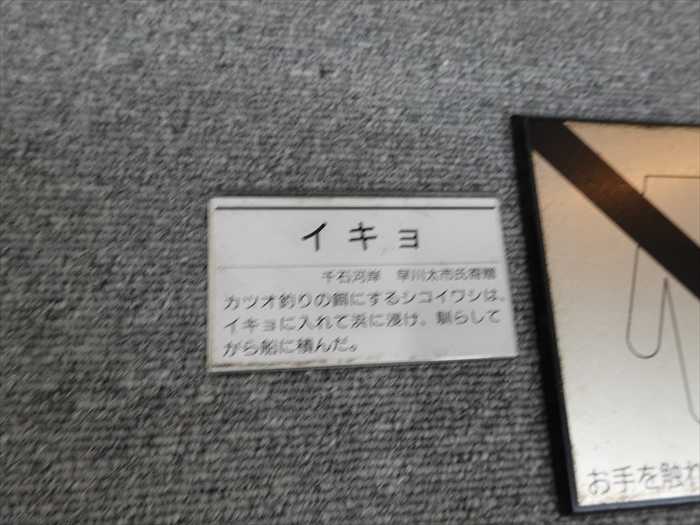 イキョ
千石河岸　早川太市氏寄贈
カツオ釣りの餌にするシコイワシは、
イキョに入れて浜に浸け、馴らして
から船に積んだ。
お手を触れ